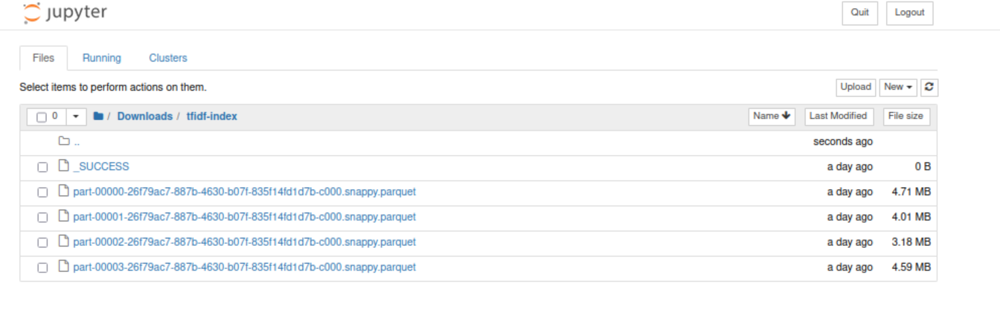 jupyter Quit Logout
Files Running Clusters
Select items to perform actions on them. Upload New
0 / Downloads / tfidf-index Name Last Modified File size
.. seconds ago
_SUCCESS a day ago 0 B
part-00000-26f79ac7-887b-4630-b07f-835f14fd1d7b-c000.snappy.parquet a day ago 4.71 MB
part-00001-26f79ac7-887b-4630-b07f-835f14fd1d7b-c000.snappy.parquet a day ago 4.01 MB
part-00002-26f79ac7-887b-4630-b07f-835f14fd1d7b-c000.snappy.parquet a day ago 3.18 MB
part-00003-26f79ac7-887b-4630-b07f-835f14fd1d7b-c000.snappy.parquet a day ago 4.59 MB